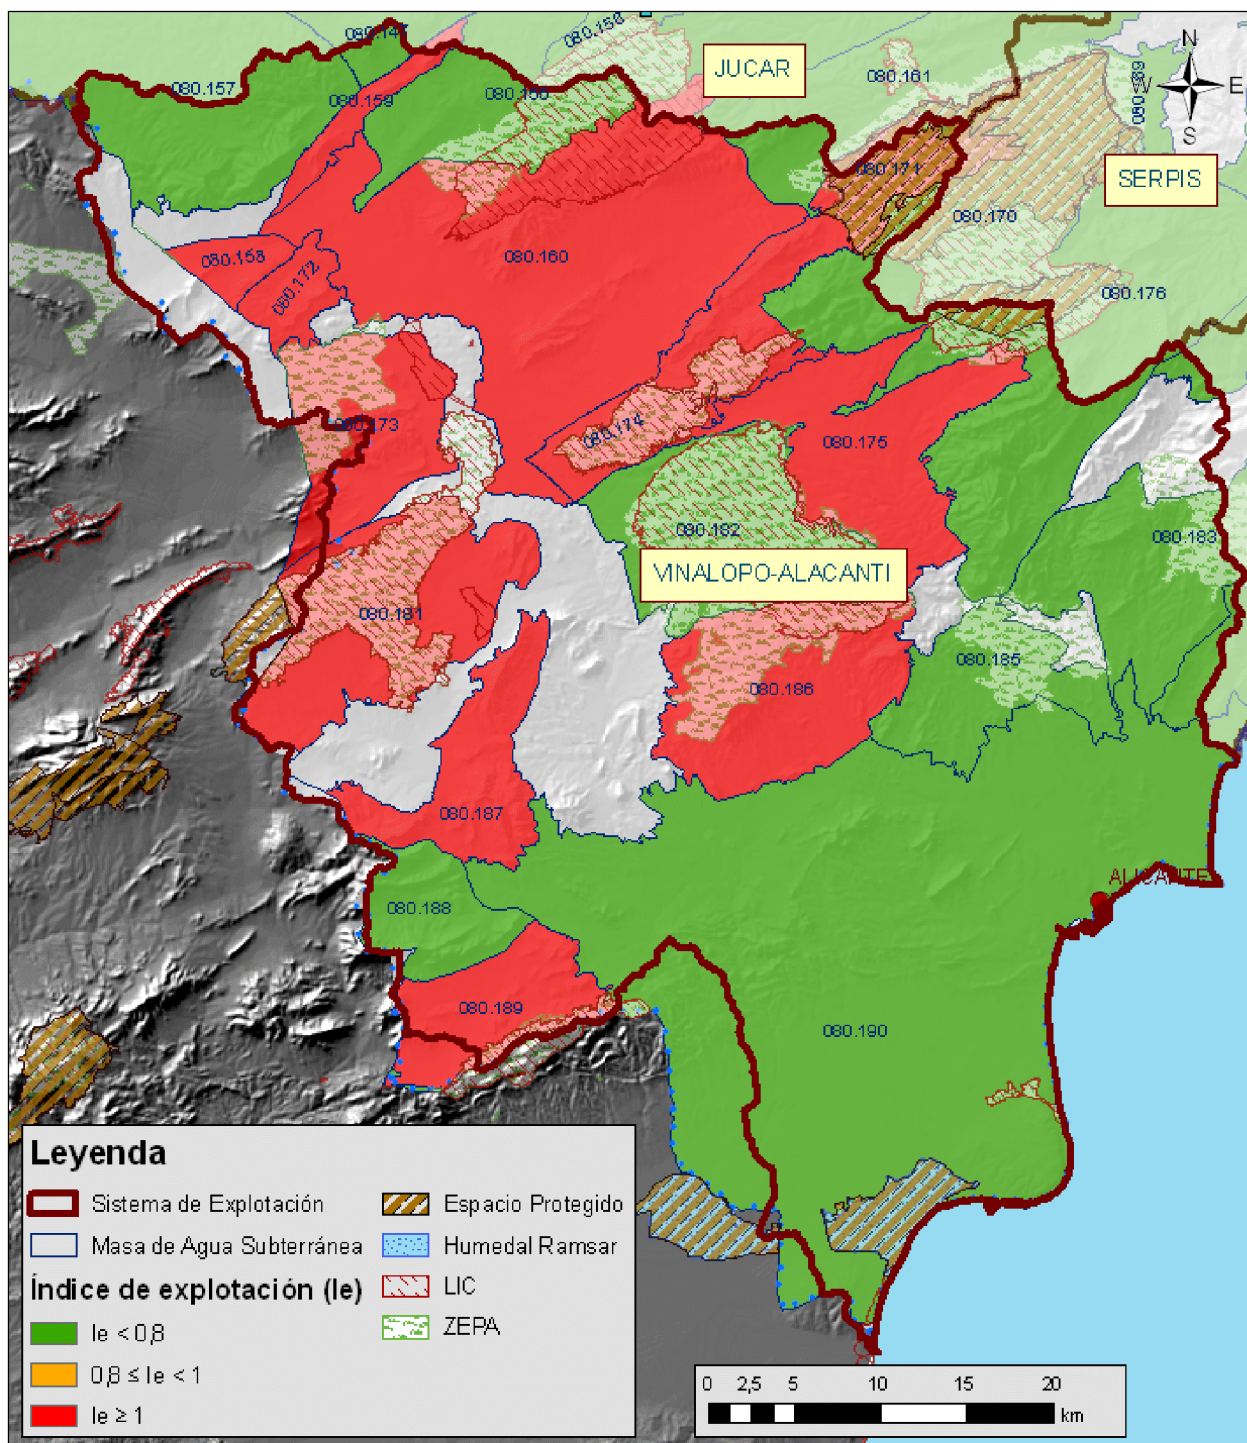 080.147
080.156
080.157
080.159
080.155
JUCAR
080.161
080.169
N
W
E
S
080.171
SERPIS
080.170
080.158
080.160
080.172
080.176
080.173
080.174
080.175
080.182
080.183
VINALOPO-ALACANTI
080.181
080.185
080.186
080.187
ALICANTE
080.188
080.189
080.190
Leyenda
Sistema de Explotación
Masa de Agua Subterránea
Índice de explotación (Ie)
Ie < 0,8
0,8 ≤ Ie < 1
Ie ≥ 1
Espacio Protegido
Humedal Ramsar
LIC
ZEPA
0 2,5 5 10 15 20
km